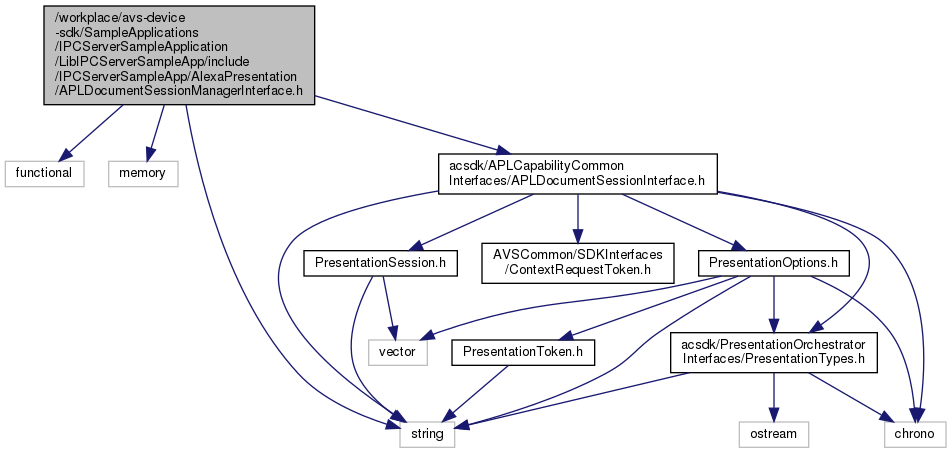 /workplace/avs-device
-sdk/SampleApplications
/IPCServerSampleApplication
/LibIPCServerSampleApp/include
/IPCServerSampleApp/AlexaPresentation
/APLDocumentSessionManagerInterface.h
functional
memory
acsdk/APLCapabilityCommon
Interfaces/APLDocumentSessionInterface.h
PresentationSession.h
AVSCommon/SDKInterfaces
/ContextRequestToken.h
PresentationOptions.h
vector
PresentationToken.h
acsdk/PresentationOrchestrator
Interfaces/PresentationTypes.h
string
ostream
chrono